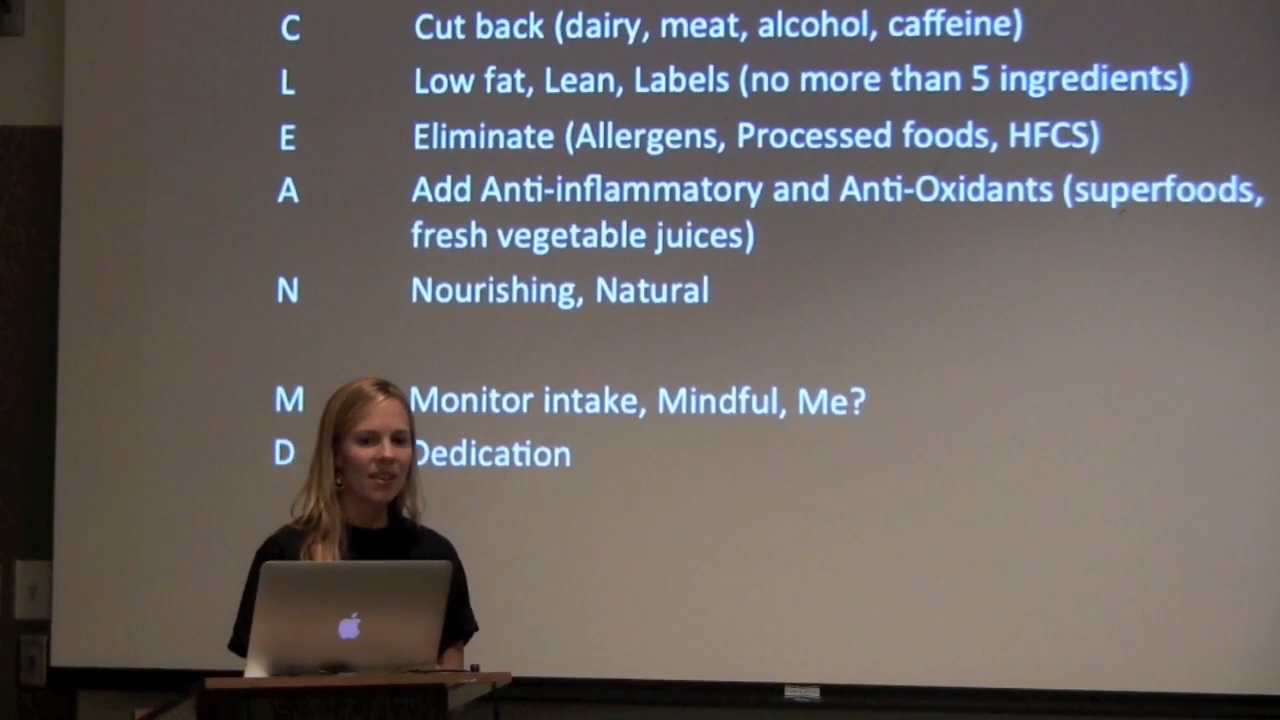 C Cut back (dairy, meat, alcohol, caffeine)
L Low fat, Lean, Labels (no more than 5 ingredients)
E Eliminate (Allergens, Processed foods, HFCS)
A Add Anti-inflammatory and Anti-Oxidants (superfoods,
fresh vegetable juices)
N Nourishing, Natural
M Monitor intake, Mindful, Me?
D Dedication